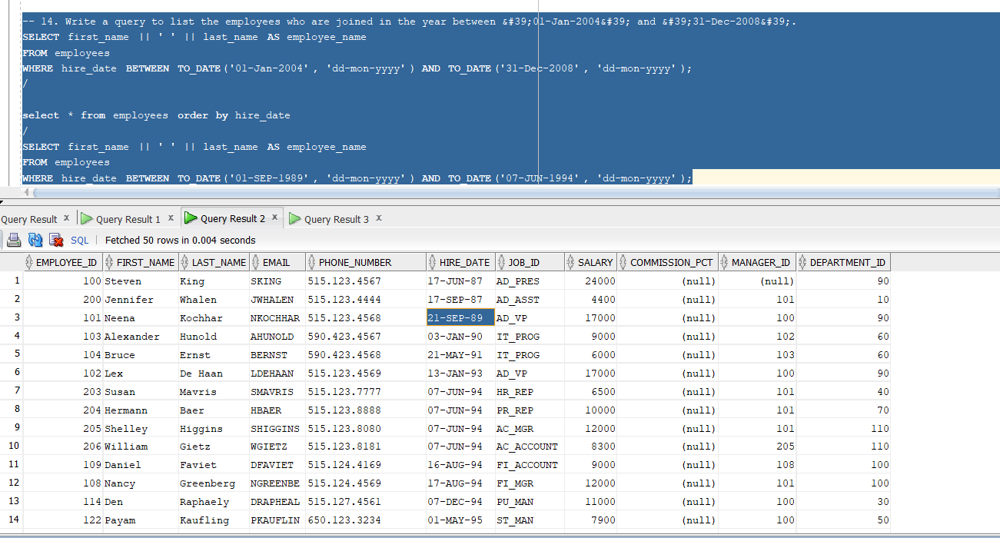 -- 14. Write a query to list the employees who are joined in the year between &#39;01-Jan-2004&#39; and &#39;31-Dec-2008&#39;.
SELECT first_name || ' ' || last_name AS employee_name
FROM employees
WHERE hire_date BETWEEN TO_DATE('01-Jan-2004', 'dd-mon-yyyy') AND TO_DATE('31-Dec-2008', 'dd-mon-yyyy');
/
select * from employees order by hire_date
/
SELECT first_name || ' ' || last_name AS employee_name
FROM employees
WHERE hire_date BETWEEN TO_DATE('01-SEP-1989', 'dd-mon-yyyy') AND TO_DATE('07-JUN-1994', 'dd-mon-yyyy');
Query Result x Query Result 1 x Query Result 2 x Query Result 3 x
SQL | Fetched 50 rows in 0.004 seconds
EMPLOYEE_ID FIRST_NAME LAST_NAME EMAIL PHONE_NUMBER HIRE_DATE JOB_ID SALARY COMMISSION_PCT MANAGER_ID DEPARTMENT_ID
1 100 Steven King SKING 515.123.4567 17-JUN-87 AD_PRES 24000 (null) (null) 90
2 200 Jennifer Whalen JWHALEN 515.123.4444 17-SEP-87 AD_ASST 4400 (null) 101 10
3 101 Neena Kochhar NKOCHHAR 515.123.4568 21-SEP-89 AD_VP 17000 (null) 100 90
4 103 Alexander Hunold AHUNOLD 590.423.4567 03-JAN-90 IT_PROG 9000 (null) 102 60
5 104 Bruce Ernst BERNST 590.423.4568 21-MAY-91 IT_PROG 6000 (null) 103 60
6 102 Lex De Haan LDEHAAN 515.123.4569 13-JAN-93 AD_VP 17000 (null) 100 90
7 203 Susan Mavris SMAVRIS 515.123.7777 07-JUN-94 HR_REP 6500 (null) 101 40
8 204 Hermann Baer HBAER 515.123.8888 07-JUN-94 PR_REP 10000 (null) 101 70
9 205 Shelley Higgins SHIGGINS 515.123.8080 07-JUN-94 AC_MGR 12000 (null) 101 110
10 206 William Gietz WGIETZ 515.123.8181 07-JUN-94 AC_ACCOUNT 8300 (null) 205 110
11 109 Daniel Faviet DFAVIET 515.124.4169 16-AUG-94 FI_ACCOUNT 9000 (null) 108 100
12 108 Nancy Greenberg NGREENBE 515.124.4569 17-AUG-94 FI_MGR 12000 (null) 101 100
13 114 Den Raphaely DRAPHEAL 515.127.4561 07-DEC-94 PU_MAN 11000 (null) 100 30
14 122 Payam Kaufling PKAUFLIN 650.123.3234 01-MAY-95 ST_MAN 7900 (null) 100 50